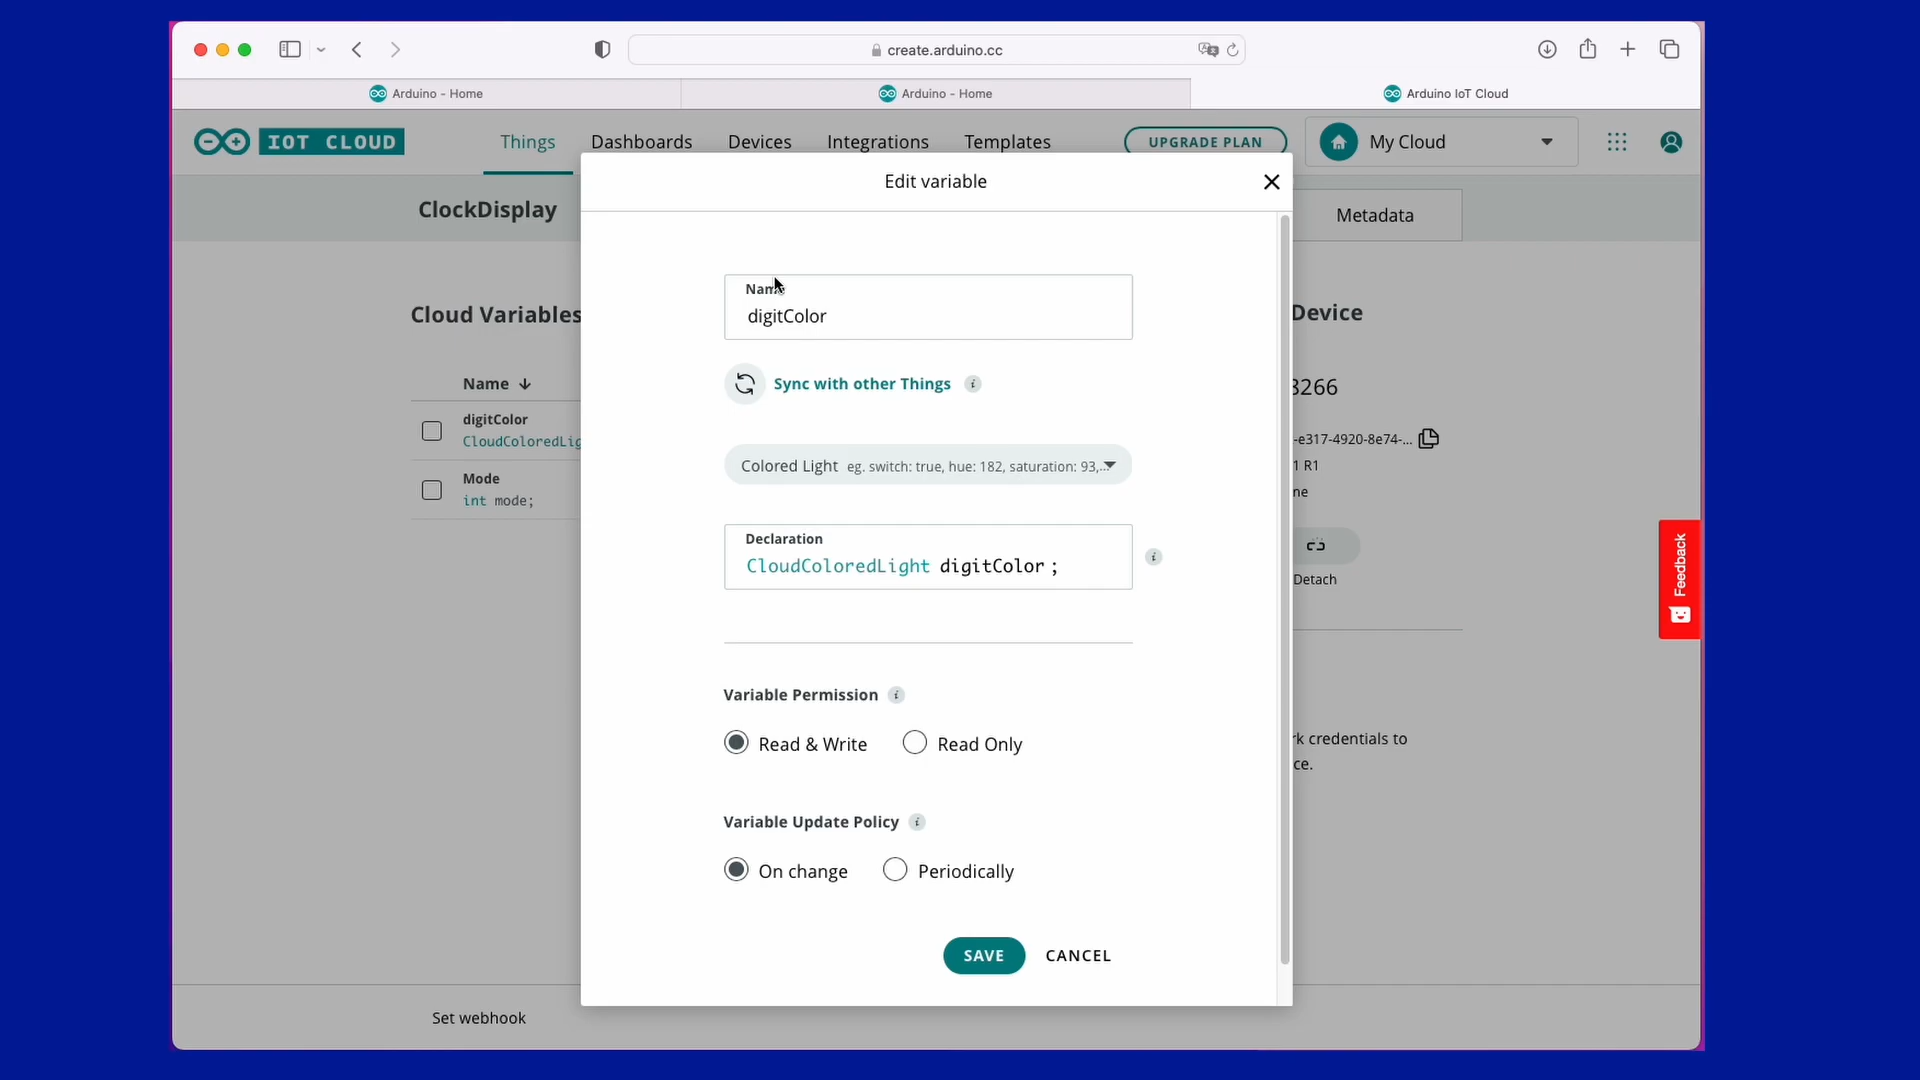 create.arduino.cc
Arduino - Home
Arduino - Home
Arduino IoT Cloud
IOT CLOUD
Things
Dashboards
Devices
Integrations
Templates
UPGRADE PLAN
My Cloud
Edit variable
ClockDisplay
Metadata
Name
digitColor
Cloud Variables
Device
Sync with other Things
Name
8266
digitColor
CloudColoredLig
-e317-4920-8e74-...
Colored Light eg. switch: true, hue: 182, saturation: 93,...
1 R1
Mode
int mode;
ne
Declaration
CloudColoredLight digitColor ;
Detach
Feedback
Variable Permission
Read & Write
Read Only
rk credentials to
ce.
Variable Update Policy
On change
Periodically
SAVE
CANCEL
Set webhook